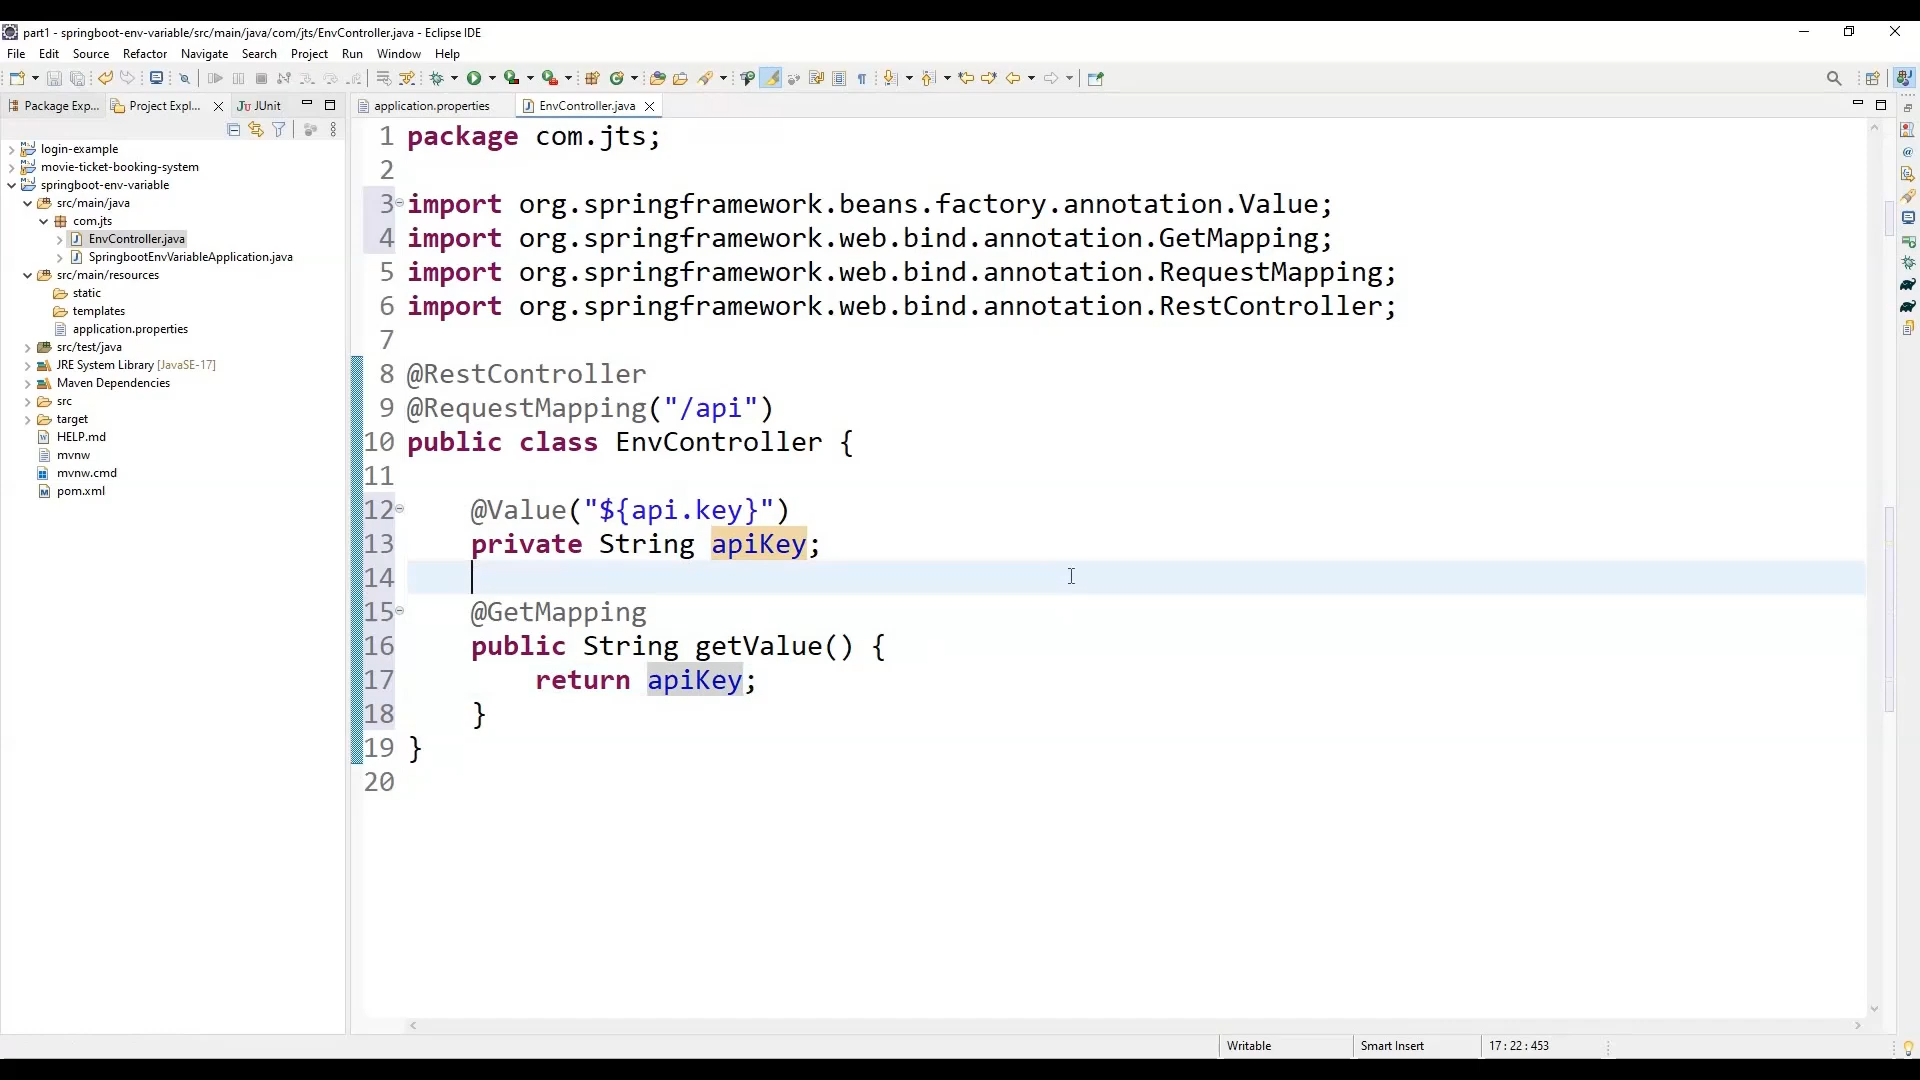 part1 - springboot-env-variable/src/main/java/com/jts/EnvController.java - Eclipse IDE
File Edit Source Refactor Navigate Search Project Run Window Help
Package Exp... Project Expl... JUnit
application.properties EnvController.java
login-example
movie-ticket-booking-system
springboot-env-variable
src/main/java
com.jts
EnvController.java
SpringbootEnvVariableApplication.java
src/main/resources
static
templates
application.properties
src/test/java
JRE System Library [JavaSE-17]
Maven Dependencies
src
target
HELP.md
mvnw
mvnw.cmd
pom.xml
1 package com.jts;
2
3 import org.springframework.beans.factory.annotation.Value;
4 import org.springframework.web.bind.annotation.GetMapping;
5 import org.springframework.web.bind.annotation.RequestMapping;
6 import org.springframework.web.bind.annotation.RestController;
7
8 @RestController
9 @RequestMapping("/api")
10 public class EnvController {
11
12 @Value("${api.key}")
13 private String apiKey;
14
15 @GetMapping
16 public String getValue() {
17 return apiKey;
18 }
19 }
20
Writable Smart Insert 17 : 22 : 453